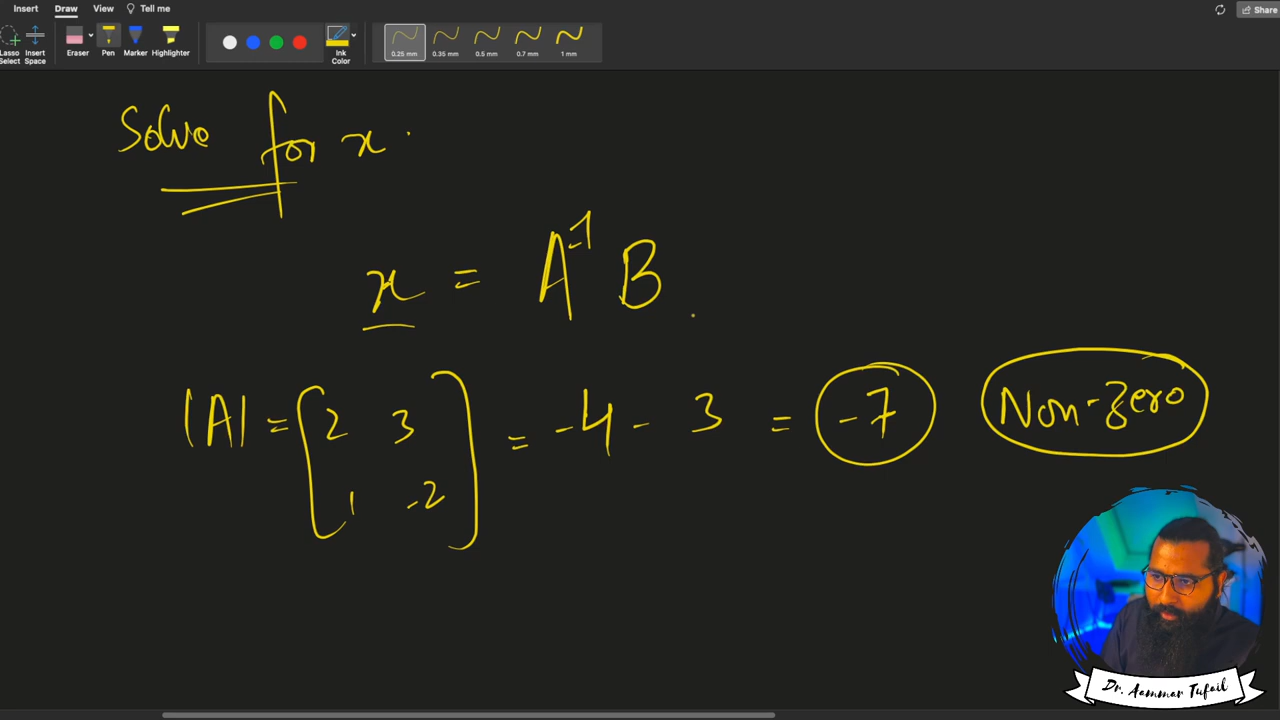 Insert Draw View Tell me
Share
Lasso Select
Insert Space
Eraser
Pen
Marker
Highlighter
Ink Color
0.25 mm
0.35 mm
0.5 mm
0.7 mm
1 mm
Solve for x.
x = A⁻¹ B
|A| = [2 3
1 -2] = -4 - 3 = -7 Non-Zero
Dr. Aammar Tufail